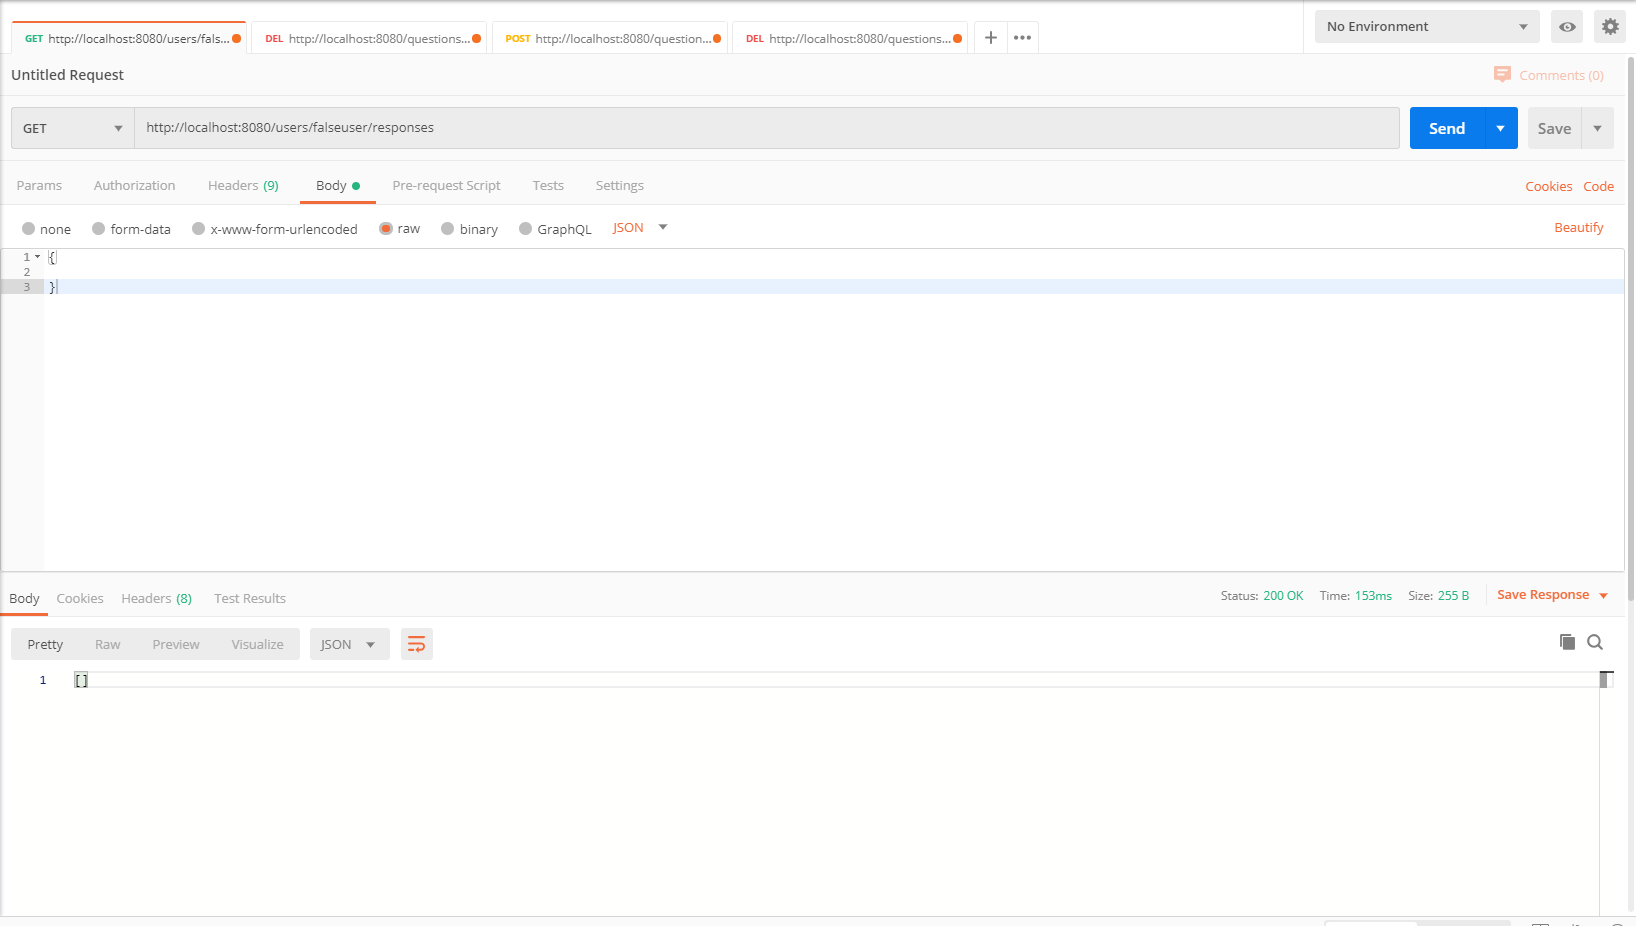 GET http://localhost:8080/users/fals... DEL http://localhost:8080/questions... POST http://localhost:8080/question... DEL http://localhost:8080/questions... + ••• No Environment
Untitled Request Comments (0)
GET http://localhost:8080/users/falseuser/responses Send Save
Params Authorization Headers (9) Body Pre-request Script Tests Settings Cookies Code
none form-data x-www-form-urlencoded raw binary GraphQL JSON Beautify
1 {
2
3 }
Body Cookies Headers (8) Test Results Status: 200 OK Time: 153ms Size: 255 B Save Response
Pretty Raw Preview Visualize JSON
1 []